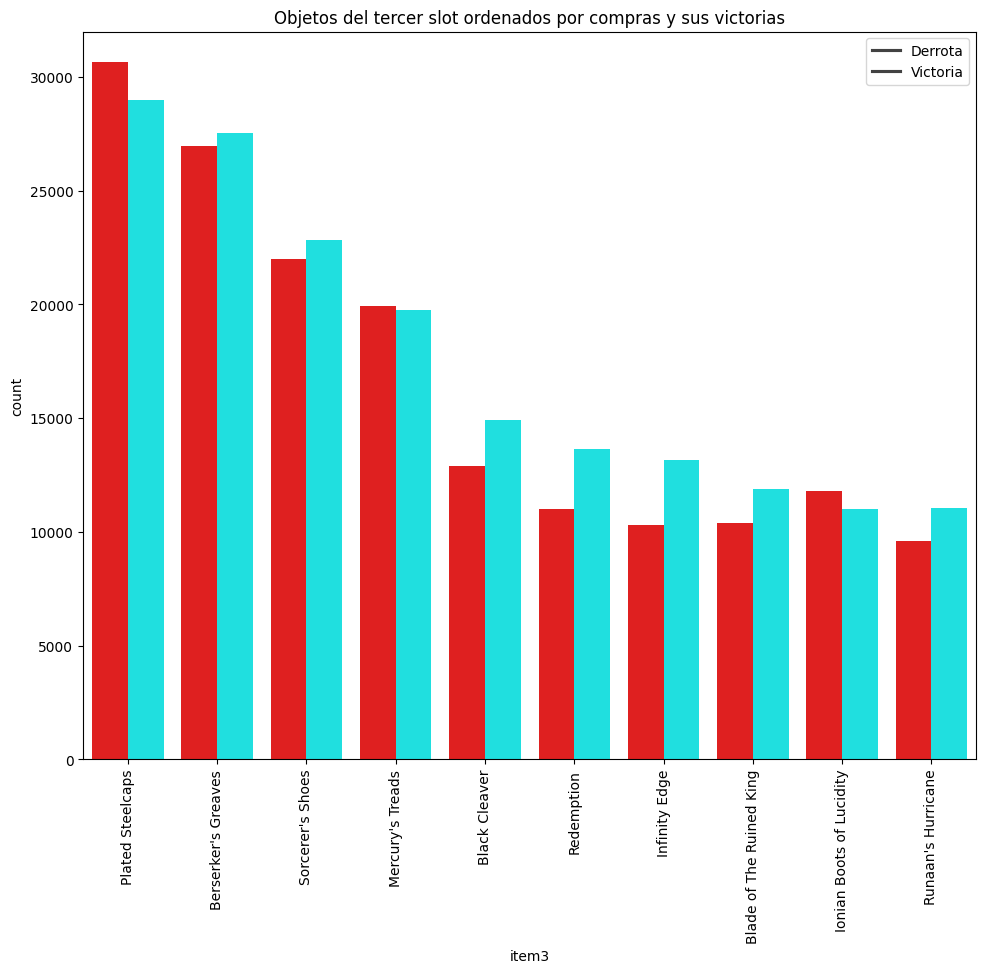 Objetos del tercer slot ordenados por compras y sus victorias
Derrota
Victoria
30000
25000
20000
15000
10000
5000
0
count
Plated Steelcaps
Berserker's Greaves
Sorcerer's Shoes
Mercury's Treads
Black Cleaver
Redemption
Infinity Edge
Blade of The Ruined King
Ionian Boots of Lucidity
Runaan's Hurricane
item3